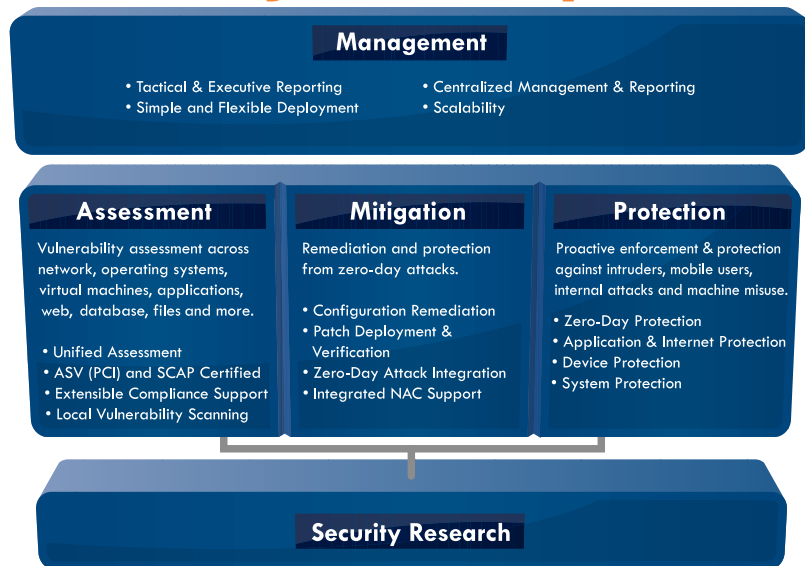 Management
• Tactical & Executive Reporting
• Simple and Flexible Deployment
• Centralized Management & Reporting
• Scalability
Assessment
Vulnerability assessment across
network, operating systems,
virtual machines, applications,
web, database, files and more.
• Unified Assessment
• ASV (PCI) and SCAP Certified
• Extensible Compliance Support
• Local Vulnerability Scanning
Mitigation
Remediation and protection
from zero-day attacks.
• Configuration Remediation
• Patch Deployment &
Verification
• Zero-Day Attack Integration
• Integrated NAC Support
Protection
Proactive enforcement & protection
against intruders, mobile users,
internal attacks and machine misuse.
• Zero-Day Protection
• Application & Internet Protection
• Device Protection
• System Protection
Security Research